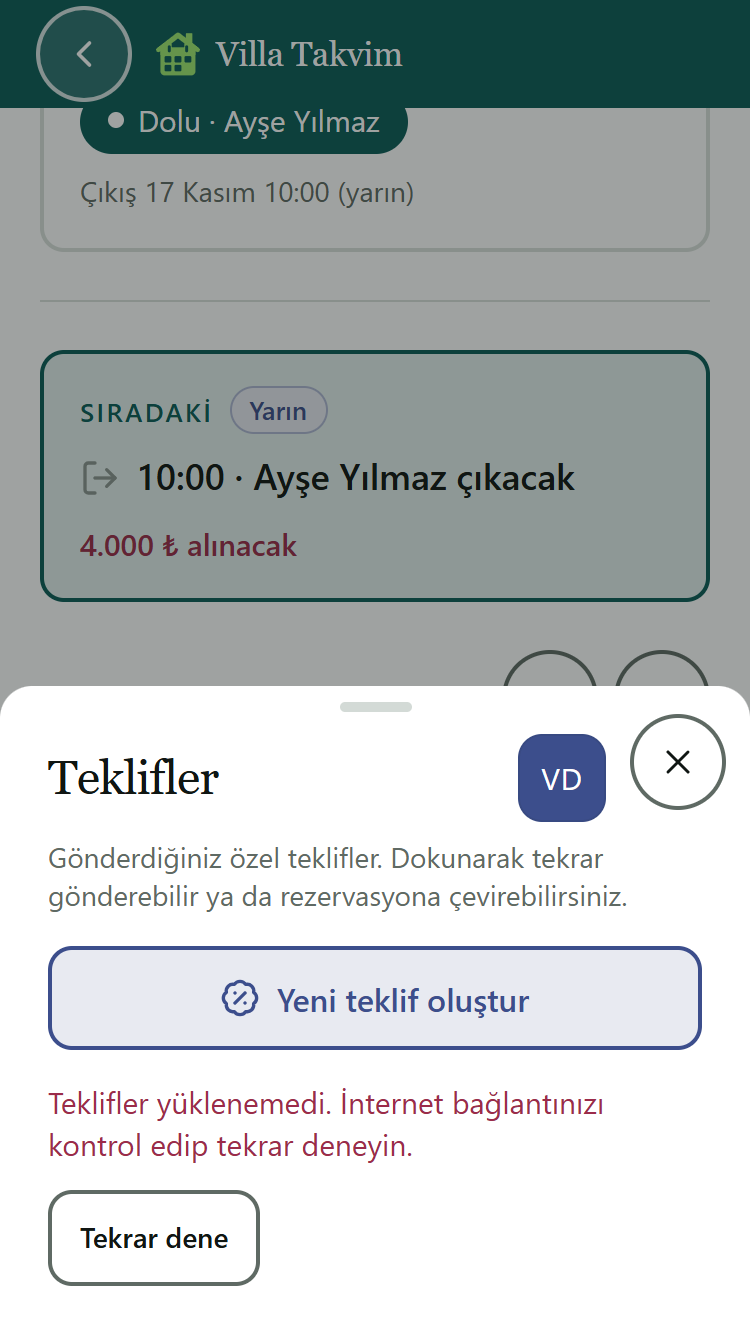 Villa Takvim
Dolu · Ayşe Yılmaz
Çıkış 17 Kasım 10:00 (yarın)
SIRADAKİ
Yarın
10:00 · Ayşe Yılmaz çıkacak
4.000 ₺ alınacak
Teklifler
VD
Gönderdiğiniz özel teklifler. Dokunarak tekrar
gönderebilir ya da rezervasyona çevirebilirsiniz.
Yeni teklif oluştur
Teklifler yüklenemedi. İnternet bağlantınızı
kontrol edip tekrar deneyin.
Tekrar dene